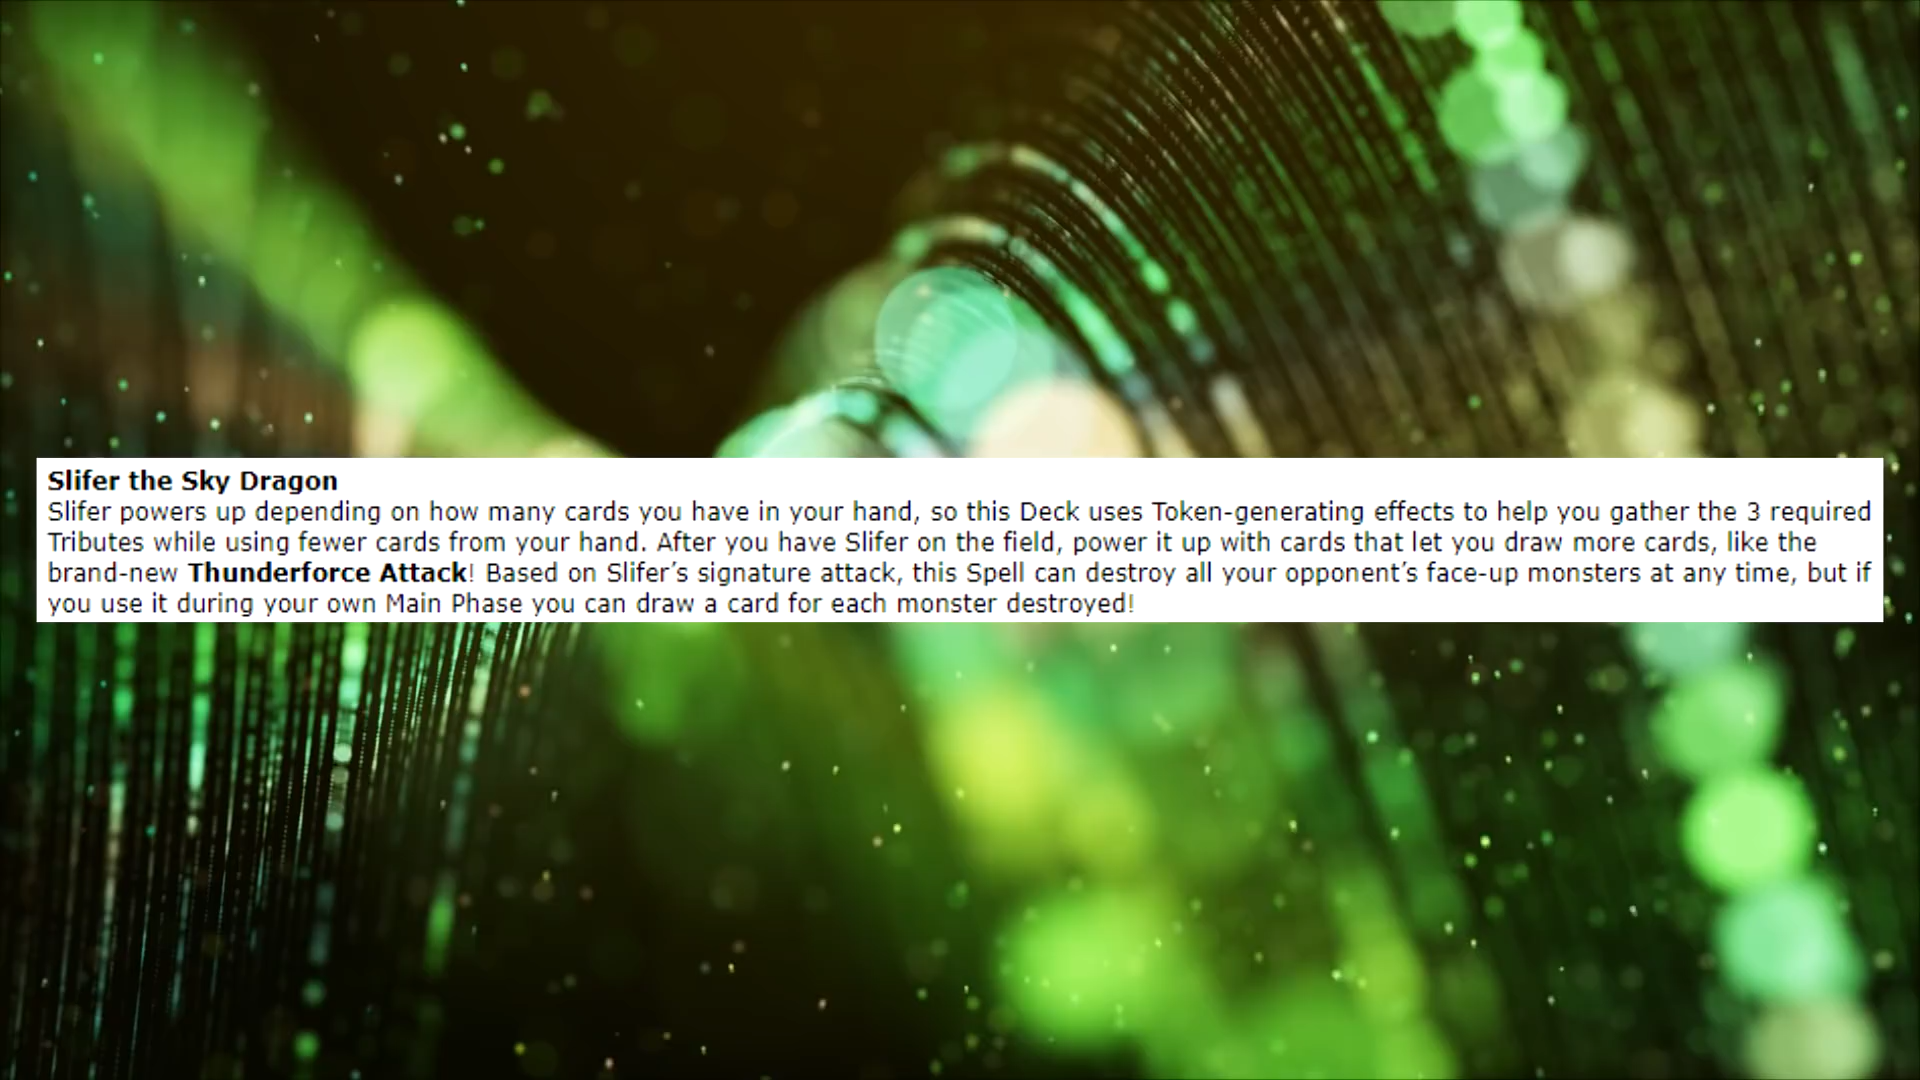 Slifer the Sky Dragon
Slifer powers up depending on how many cards you have in your hand, so this Deck uses Token-generating effects to help you gather the 3 required
Tributes while using fewer cards from your hand. After you have Slifer on the field, power it up with cards that let you draw more cards, like the
brand-new Thunderforce Attack! Based on Slifer’s signature attack, this Spell can destroy all your opponent’s face-up monsters at any time, but if
you use it during your own Main Phase you can draw a card for each monster destroyed!